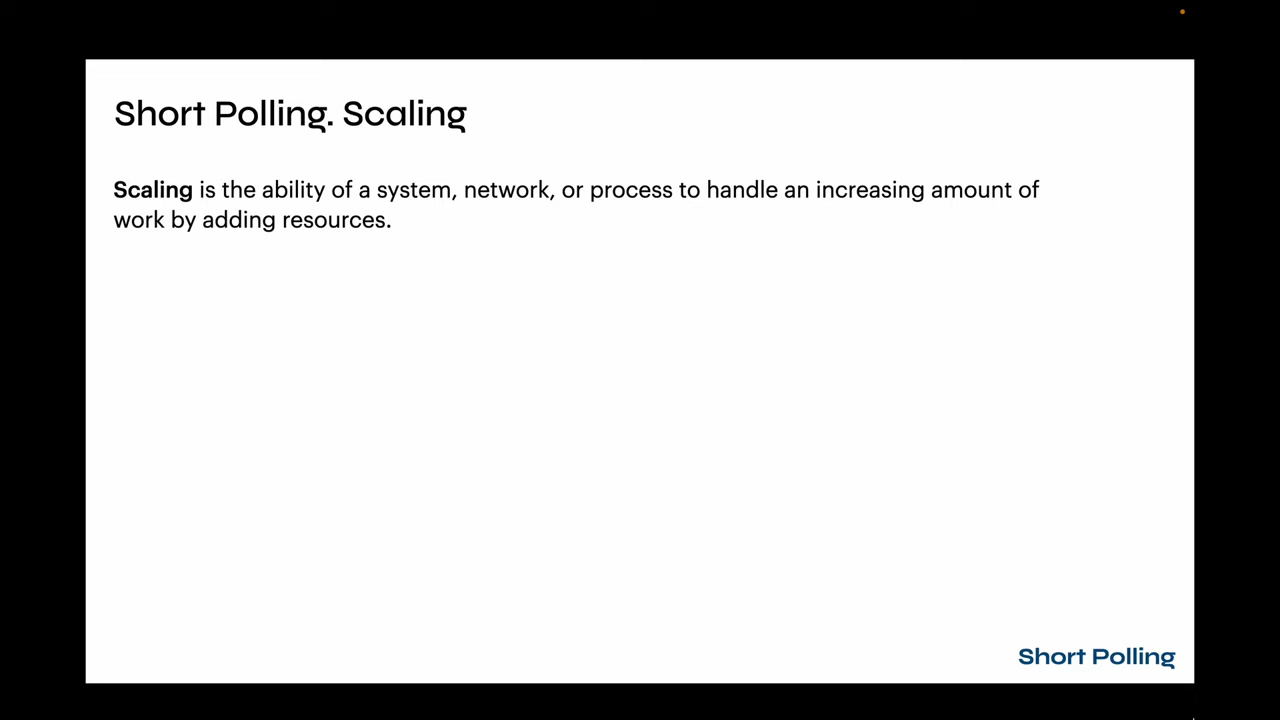 Short Polling. Scaling
Scaling is the ability of a system, network, or process to handle an increasing amount of
work by adding resources.
Short Polling